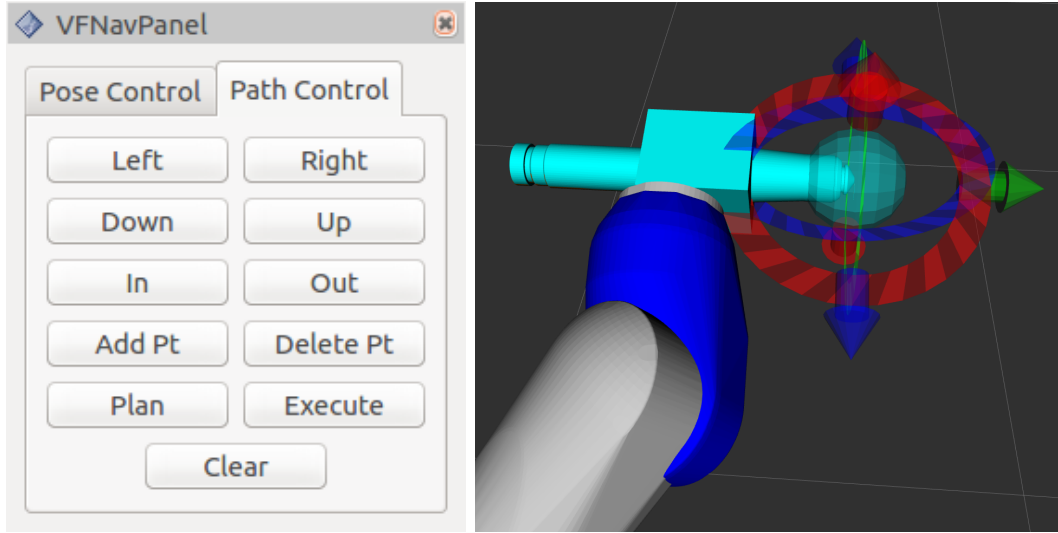 VFNavPanel
Pose Control Path Control
Left Right
Down Up
In Out
Add Pt Delete Pt
Plan Execute
Clear